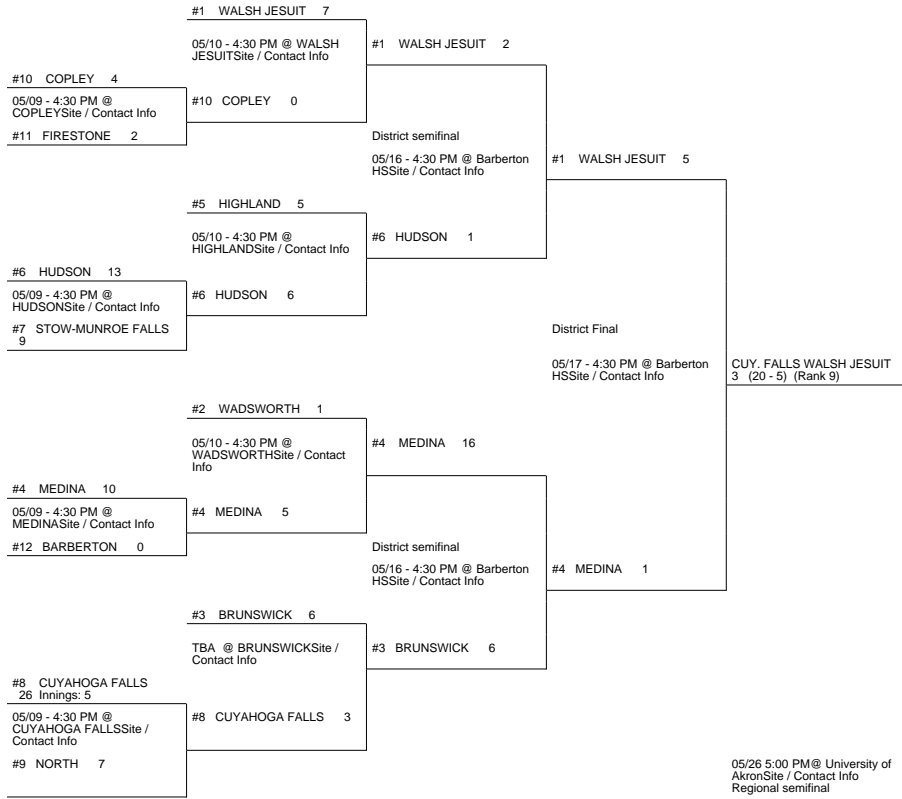 #1 WALSH JESUIT 7
05/10 - 4:30 PM @ WALSH
JESUITSite / Contact Info
#1 WALSH JESUIT 2
#10 COPLEY 4
05/09 - 4:30 PM @
COPLEYSite / Contact Info
#10 COPLEY 0
#11 FIRESTONE 2
District semifinal
05/16 - 4:30 PM @ Barberton
HSSite / Contact Info
#1 WALSH JESUIT 5
#5 HIGHLAND 5
05/10 - 4:30 PM @
HIGHLANDSite / Contact Info
#6 HUDSON 1
#6 HUDSON 13
05/09 - 4:30 PM @
HUDSONSite / Contact Info
#6 HUDSON 6
#7 STOW-MUNROE FALLS
9
District Final
05/17 - 4:30 PM @ Barberton
HSSite / Contact Info
CUY. FALLS WALSH JESUIT
3 (20 - 5) (Rank 9)
#2 WADSWORTH 1
05/10 - 4:30 PM @
WADSWORTHSite / Contact
Info
#4 MEDINA 16
#4 MEDINA 10
05/09 - 4:30 PM @
MEDINASite / Contact Info
#4 MEDINA 5
#12 BARBERTON 0
District semifinal
05/16 - 4:30 PM @ Barberton
HSSite / Contact Info
#4 MEDINA 1
#3 BRUNSWICK 6
TBA @ BRUNSWICKSite /
Contact Info
#3 BRUNSWICK 6
#8 CUYAHOGA FALLS
26 Innings: 5
05/09 - 4:30 PM @
CUYAHOGA FALLSSite /
Contact Info
#8 CUYAHOGA FALLS 3
#9 NORTH 7
05/26 5:00 PM@ University of
AkronSite / Contact Info
Regional semifinal